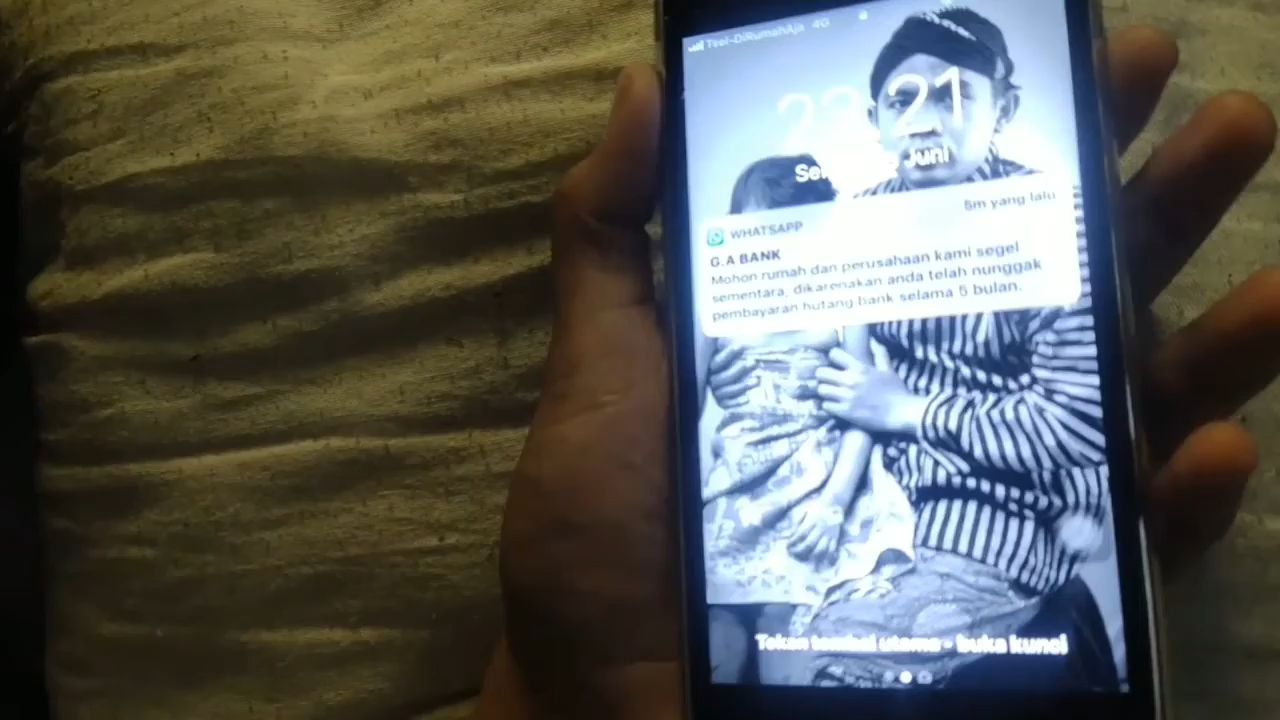 Tsel-DiRumahAja 4G
21
Juni
5m yang lalu
WHATSAPP
G.A BANK
Mohon rumah dan perusahaan kami segel
sementara, dikarenakan anda telah nunggak
pembayaran hutang bank selama 5 bulan.
Tekan tombol utama - buka kunci